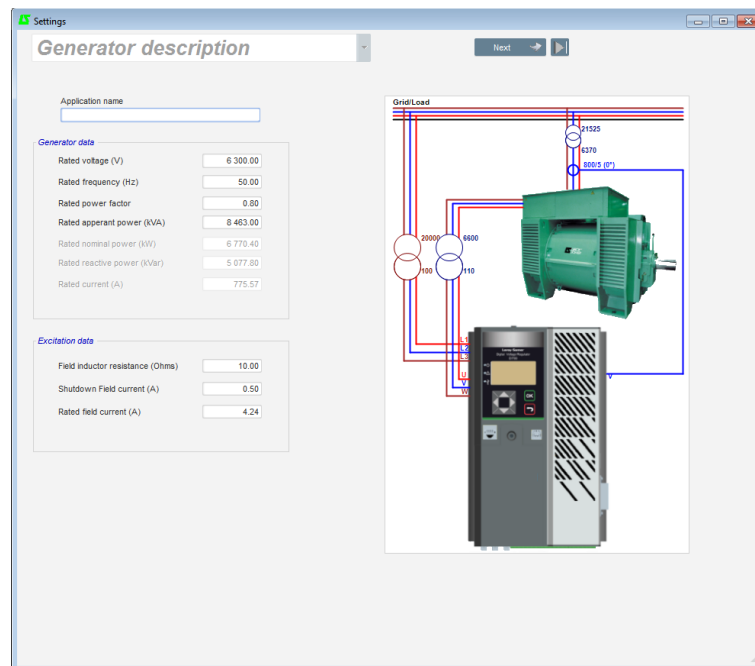 Settings
Generator description
Next
Application name
Generator data
Rated voltage (V) 6 300.00
Rated frequency (Hz) 50.00
Rated power factor 0.80
Rated apperant power (kVA) 8 463.00
Rated nominal power (kW) 6 770.40
Rated reactive power (kVar) 5 077.80
Rated current (A) 775.57
Excitation data
Field inductor resistance (Ohms) 10.00
Shutdown Field current (A) 0.50
Rated field current (A) 4.24
Grid/Load
21525
6370
800/5 (0°)
20000
6600
100
110
L1
L2
L3
U
V
W
V
OK